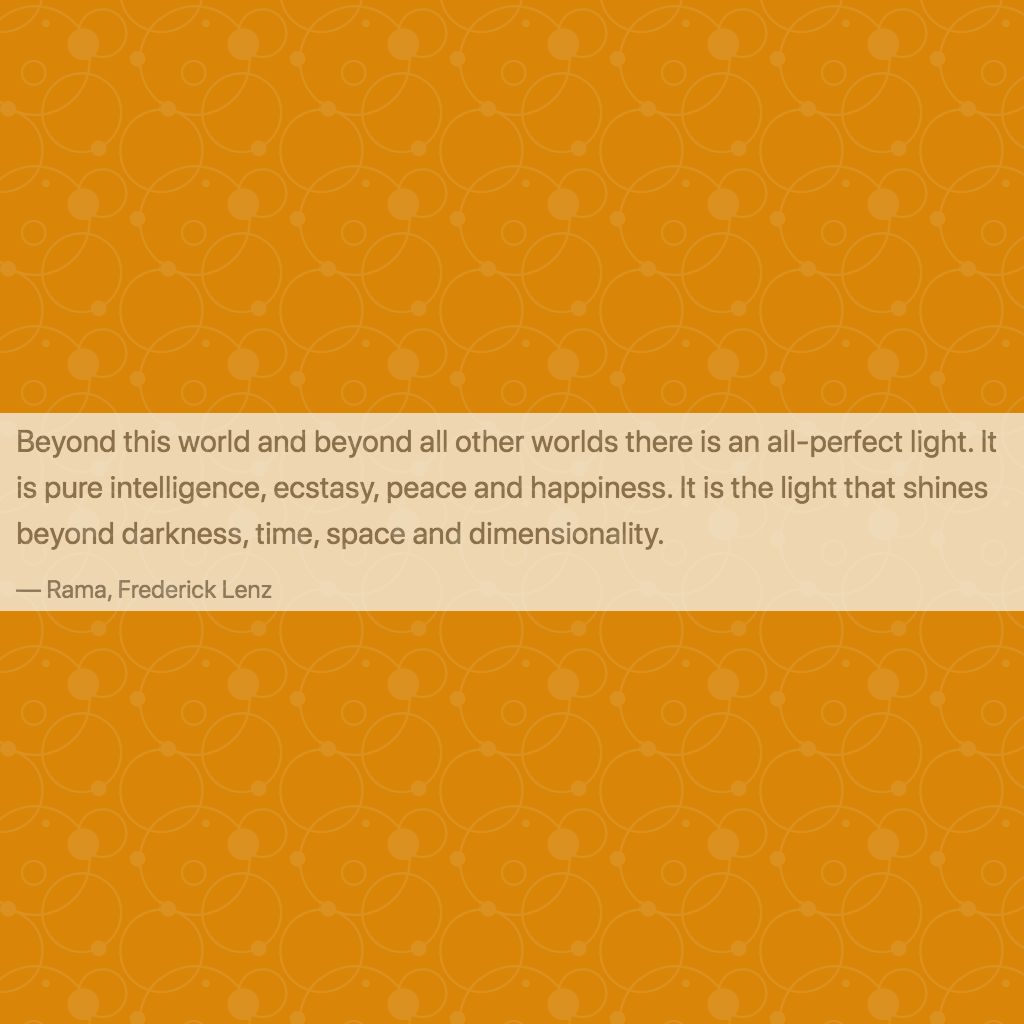 Beyond this world and beyond all other worlds there is an all-perfect light. It
is pure intelligence, ecstasy, peace and happiness. It is the light that shines
beyond darkness, time, space and dimensionality.
— Rama, Frederick Lenz